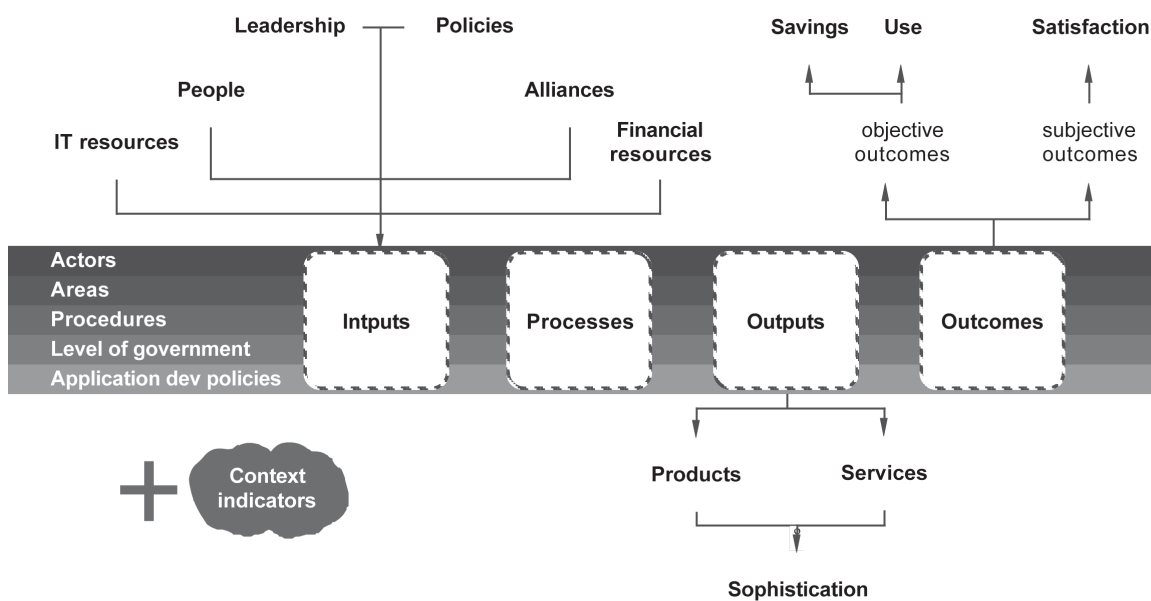 Leadership
Policies
Savings
Use
Satisfaction
People
Alliances
IT resources
Financial
resources
objective
outcomes
subjective
outcomes
Actors
Areas
Procedures
Level of government
Application dev policies
Intputs
Processes
Outputs
Outcomes
Context
indicators
Products
Services
Sophistication